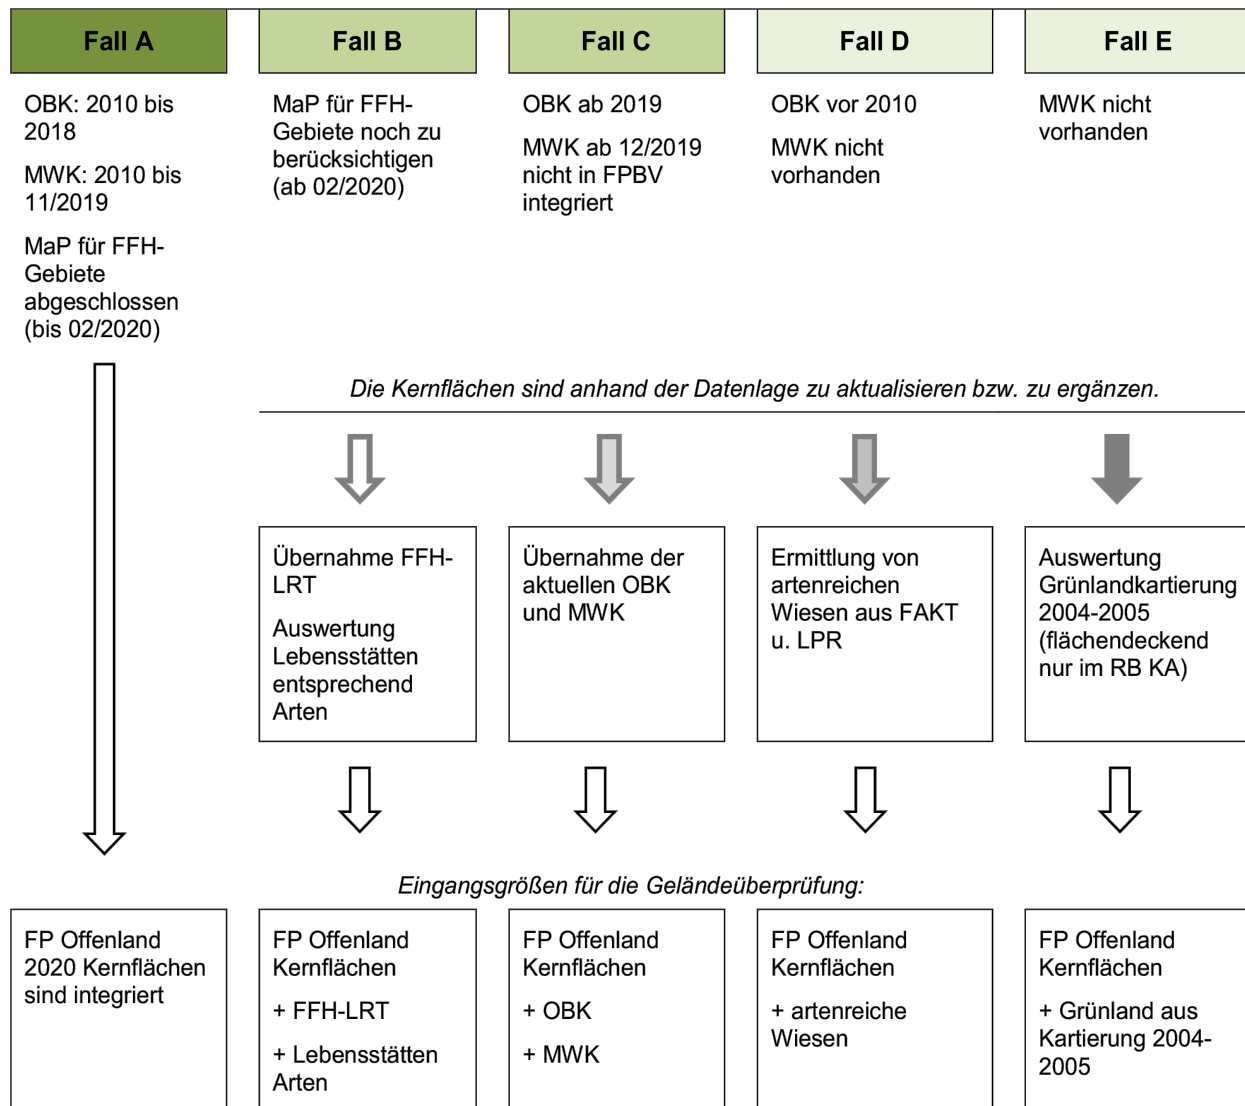 Fall A
Fall B
Fall C
Fall D
Fall E
OBK: 2010 bis
2018
MWK: 2010 bis
11/2019
MaP für FFH-
Gebiete
abgeschlossen
(bis 02/2020)
MaP für FFH-
Gebiete noch zu
berücksichtigen
(ab 02/2020)
OBK ab 2019
MWK ab 12/2019
nicht in FPBV
integriert
OBK vor 2010
MWK nicht
vorhanden
MWK nicht
vorhanden
Die Kernflächen sind anhand der Datenlage zu aktualisieren bzw. zu ergänzen.
Übernahme FFH-
LRT
Auswertung
Lebensstätten
entsprechend
Arten
Übernahme der
aktuellen OBK
und MWK
Ermittlung von
artenreichen
Wiesen aus FAKT
u. LPR
Auswertung
Grünlandkartierung
2004-2005
(flächendeckend
nur im RB KA)
Eingangsgrößen für die Geländeüberprüfung:
FP Offenland
2020 Kernflächen
sind integriert
FP Offenland
Kernflächen
+ FFH-LRT
+ Lebensstätten
Arten
FP Offenland
Kernflächen
+ OBK
+ MWK
FP Offenland
Kernflächen
+ artenreiche
Wiesen
FP Offenland
Kernflächen
+ Grünland aus
Kartierung 2004-
2005